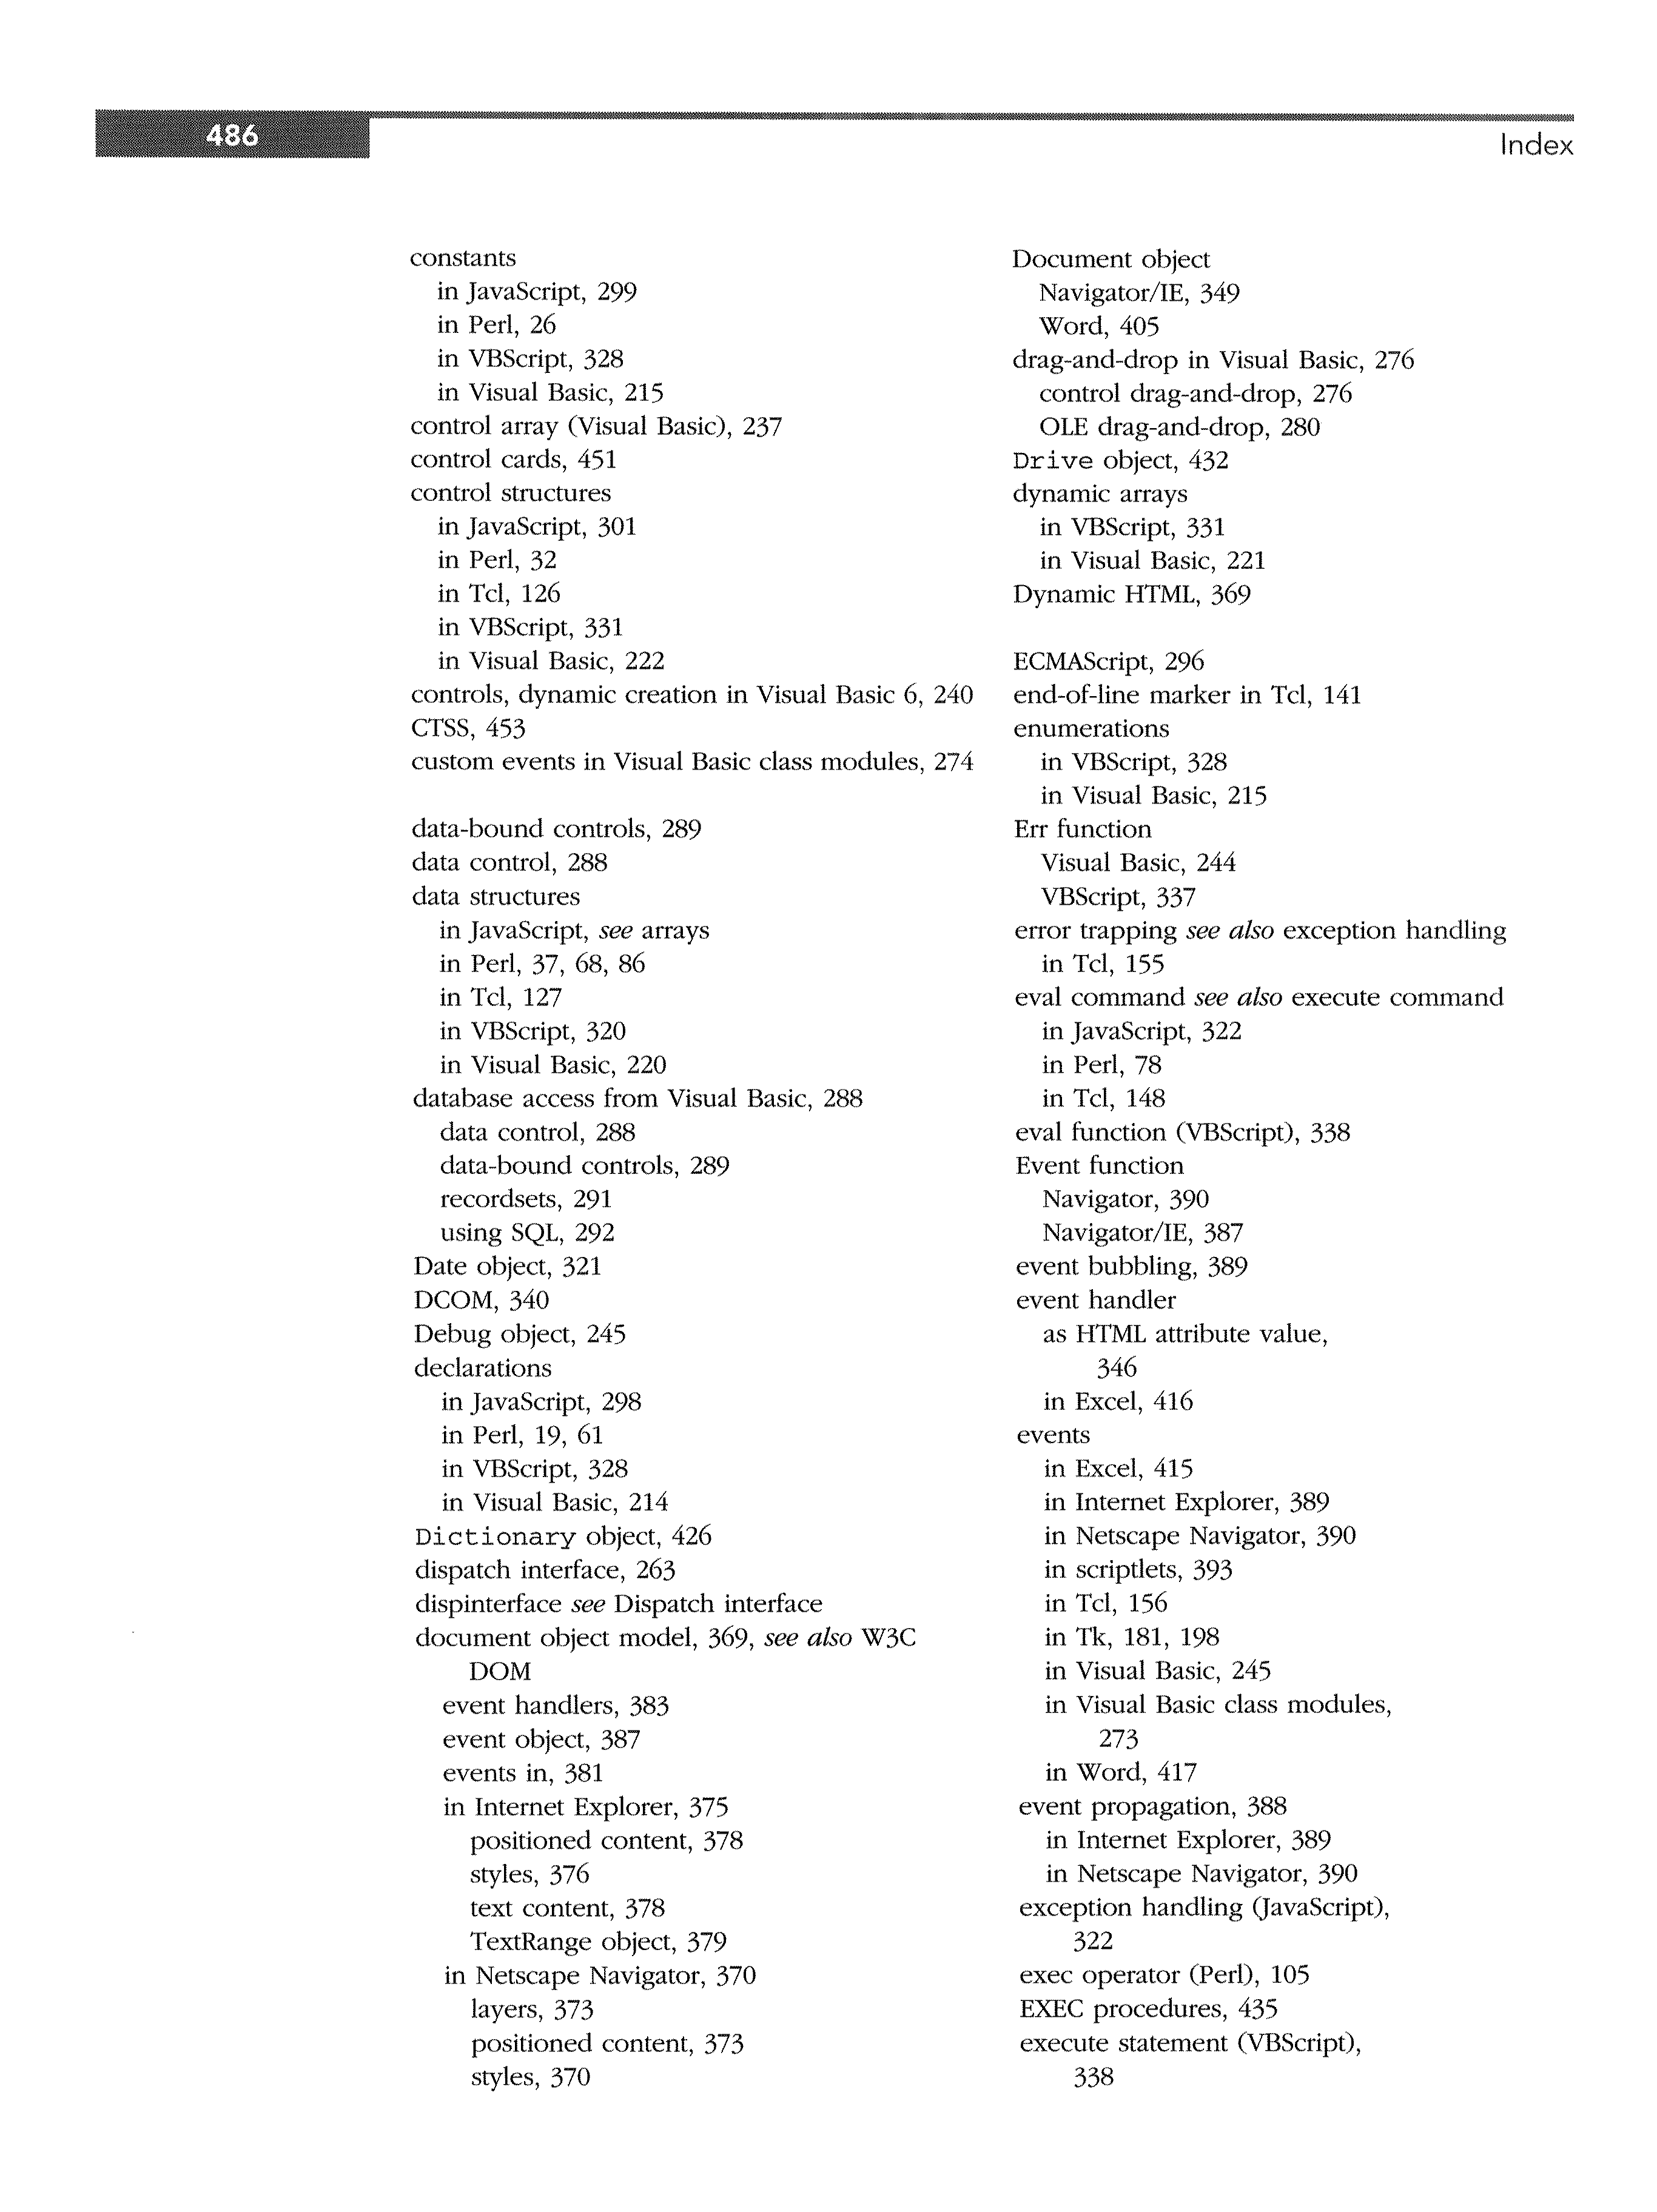 486
Index
constants
in JavaScript, 299
in Perl, 26
in VBScript, 328
in Visual Basic, 215
control array (Visual Basic), 237
control cards, 451
control structures
in JavaScript, 301
in Perl, 32
in Tcl, 126
in VBScript, 331
in Visual Basic, 222
controls, dynamic creation in Visual Basic 6, 240
CTSS, 453
custom events in Visual Basic class modules, 274
data-bound controls, 289
data control, 288
data structures
in JavaScript, see arrays
in Perl, 37, 68, 86
in Tcl, 127
in VBScript, 320
in Visual Basic, 220
database access from Visual Basic, 288
data control, 288
data-bound controls, 289
recordsets, 291
using SQL, 292
Date object, 321
DCOM, 340
Debug object, 245
declarations
in JavaScript, 298
in Perl, 19, 61
in VBScript, 328
in Visual Basic, 214
Dictionary object, 426
dispatch interface, 263
dispinterface see Dispatch interface
document object model, 369, see also W3C
DOM
event handlers, 383
event object, 387
events in, 381
in Internet Explorer, 375
positioned content, 378
styles, 376
text content, 378
TextRange object, 379
in Netscape Navigator, 370
layers, 373
positioned content, 373
styles, 370
Document object
Navigator/IE, 349
Word, 405
drag-and-drop in Visual Basic, 276
control drag-and-drop, 276
OLE drag-and-drop, 280
Drive object, 432
dynamic arrays
in VBScript, 331
in Visual Basic, 221
Dynamic HTML, 369
ECMAScript, 296
end-of-line marker in Tcl, 141
enumerations
in VBScript, 328
in Visual Basic, 215
Err function
Visual Basic, 244
VBScript, 337
error trapping see also exception handling
in Tcl, 155
eval command see also execute command
in JavaScript, 322
in Perl, 78
in Tcl, 148
eval function (VBScript), 338
Event function
Navigator, 390
Navigator/IE, 387
event bubbling, 389
event handler
as HTML attribute value,
346
in Excel, 416
events
in Excel, 415
in Internet Explorer, 389
in Netscape Navigator, 390
in scriptlets, 393
in Tcl, 156
in Tk, 181, 198
in Visual Basic, 245
in Visual Basic class modules,
273
in Word, 417
event propagation, 388
in Internet Explorer, 389
in Netscape Navigator, 390
exception handling (JavaScript),
322
exec operator (Perl), 105
EXEC procedures, 435
execute statement (VBScript),
338